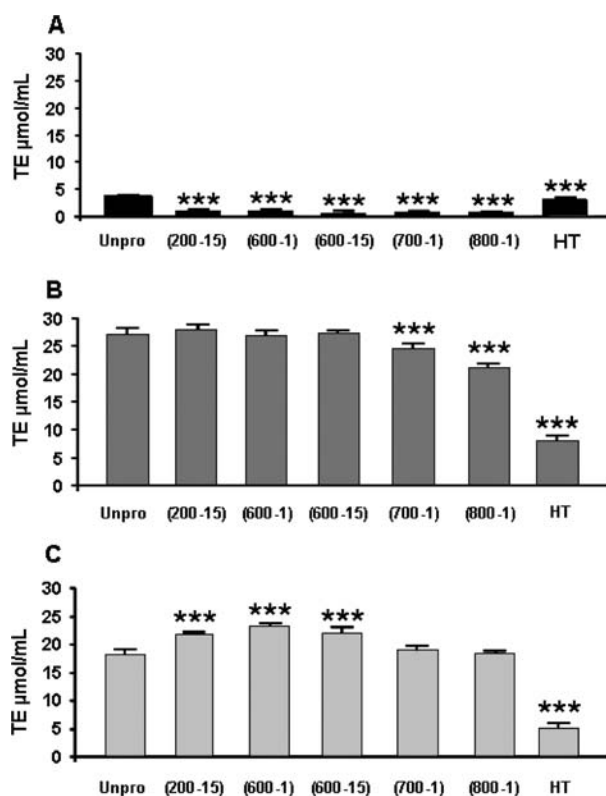 A
30
25
20
15
10
5
0
TE µmol/mL
*** *** *** *** *** ***
Unpro (200-15) (600-1) (600-15) (700-1) (800-1) HT
B
30
25
20
15
10
5
0
TE µmol/mL
*** *** ***
Unpro (200-15) (600-1) (600-15) (700-1) (800-1) HT
C
30
25
20
15
10
5
0
TE µmol/mL
*** *** *** ***
Unpro (200-15) (600-1) (600-15) (700-1) (800-1) HT